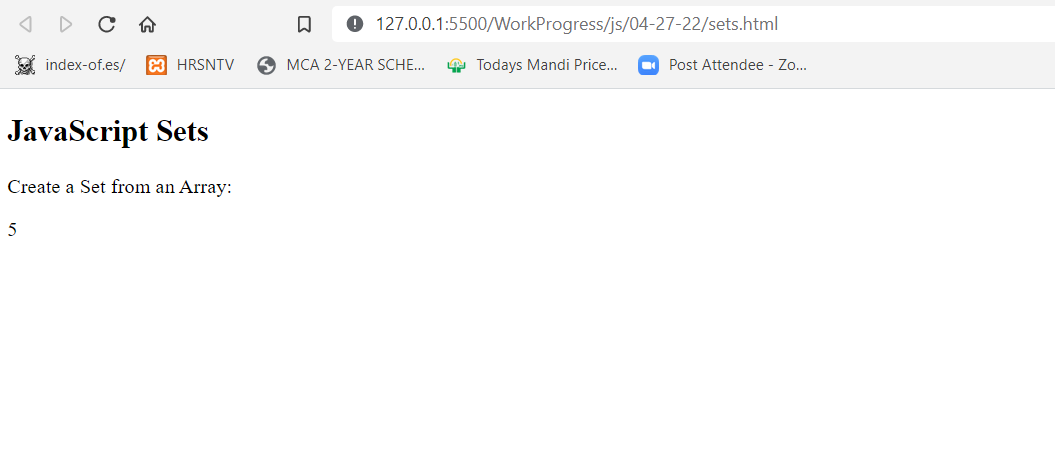 127.0.0.1:5500/WorkProgress/js/04-27-22/sets.html
index-of.es/ HRSNTV MCA 2-YEAR SCHE... Todays Mandi Price... Post Attendee - Zo...
JavaScript Sets
Create a Set from an Array:
5